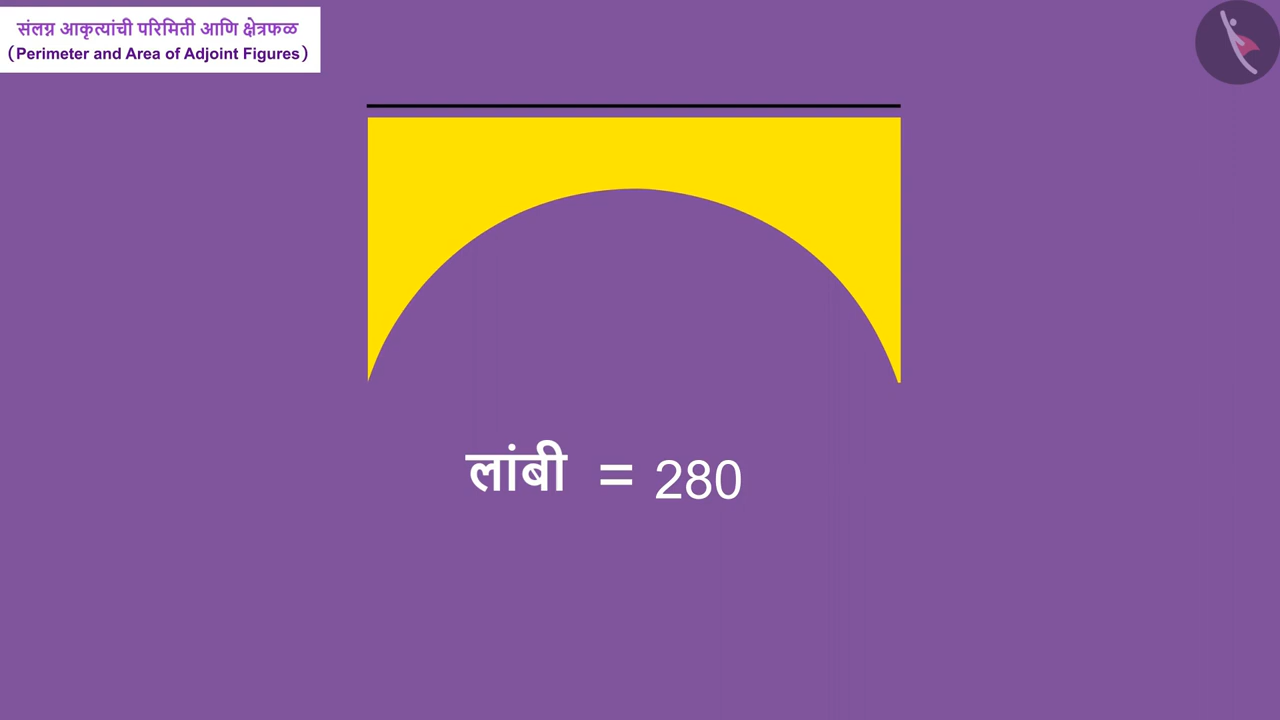 संलग्न आकृत्यांची परिमिती आणि क्षेत्रफळ
(Perimeter and Area of Adjoint Figures)
लांबी = 280